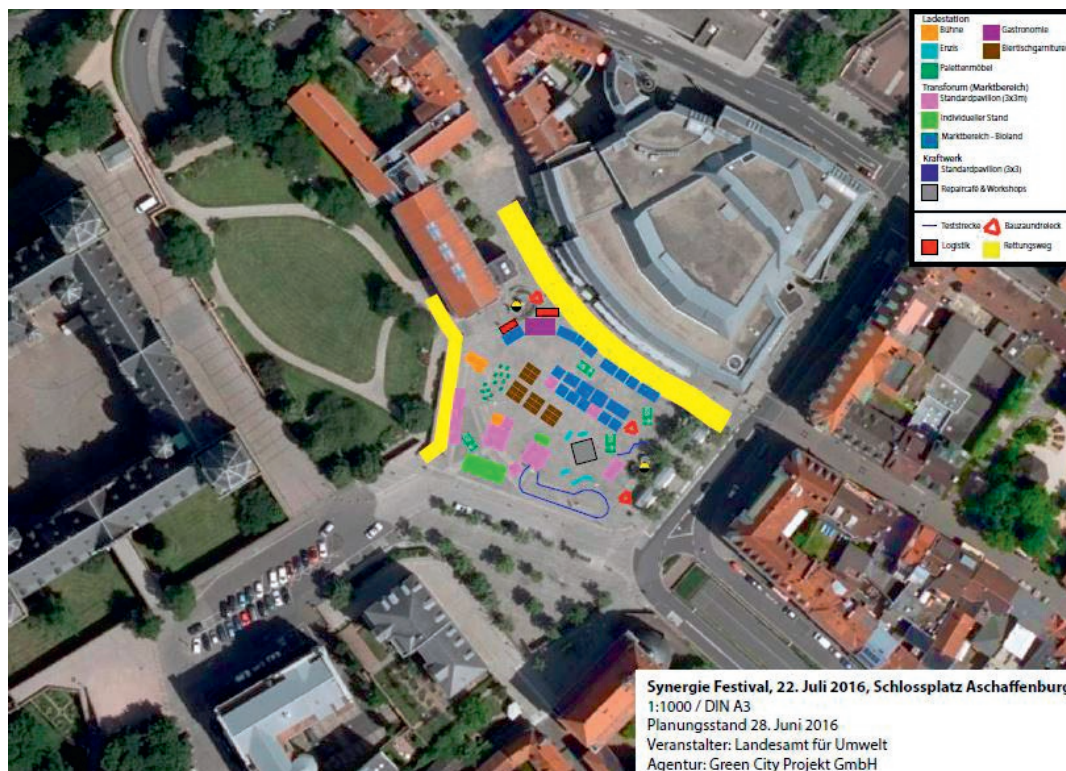 Ladestation
Bühne
Gastronomie
Enzis
Biertischgarnituren
Palettenmöbel
Transforum (Marktbereich)
Standardpavillon (3x3m)
Individueller Stand
Marktbereich - Bioland
Kraftwerk
Standardpavillon (3x3)
Repaircafé & Workshops
Teststrecke
Bauzaundreieck
Logistik
Rettungsweg
Synergie Festival, 22. Juli 2016, Schlossplatz Aschaffenburg
1:1000 / DIN A3
Planungsstand 28. Juni 2016
Veranstalter: Landesamt für Umwelt
Agentur: Green City Projekt GmbH